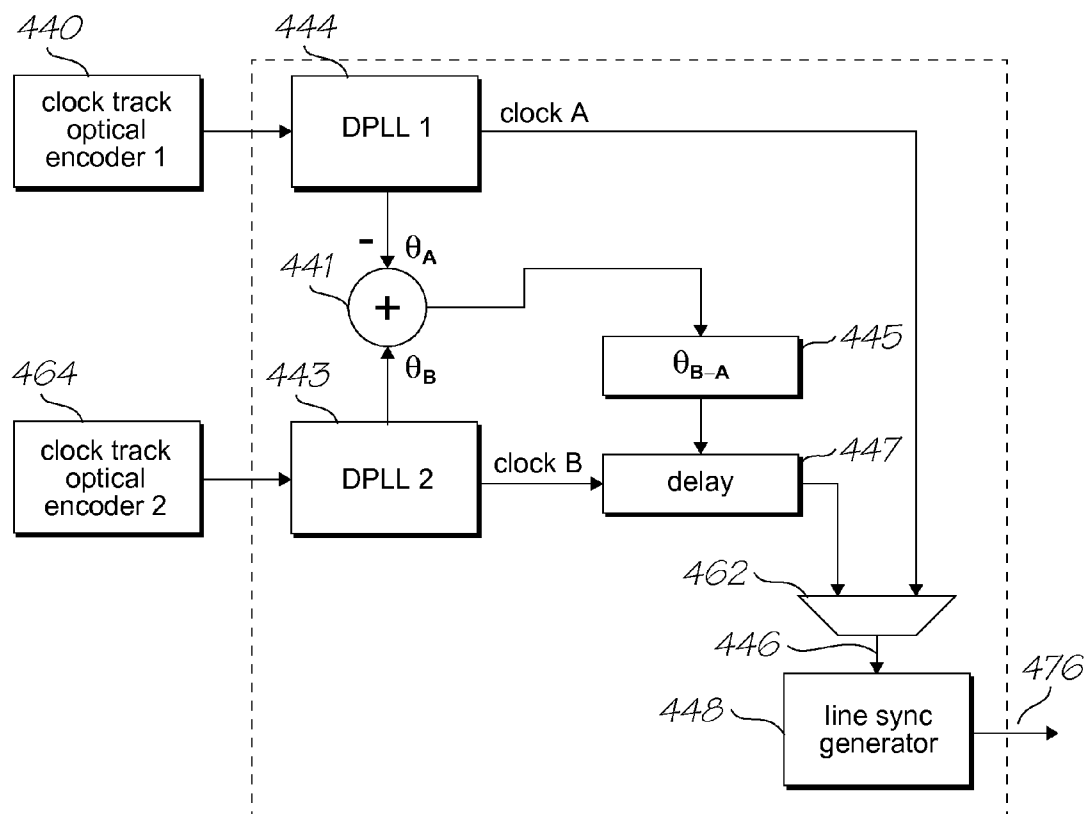 440
444
clock track
optical
encoder 1
DPLL 1
clock A
- θA
441
+
445
θB
θB–A
464
443
447
clock track
optical
encoder 2
DPLL 2
clock B
delay
462
446
476
448
line sync
generator